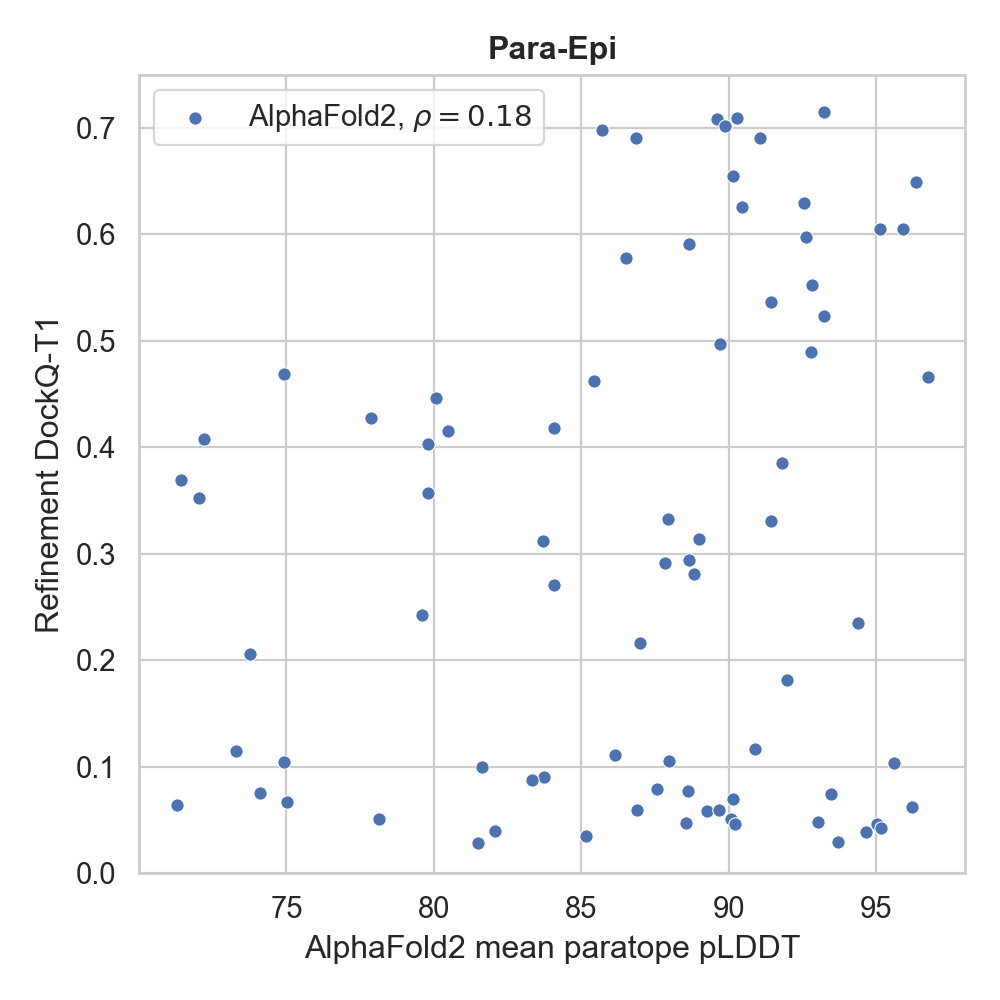 Para-Epi
AlphaFold2, ρ = 0.18
Refinement DockQ-T1
0.7
0.6
0.5
0.4
0.3
0.2
0.1
0.0
75 80 85 90 95
AlphaFold2 mean paratope pLDDT